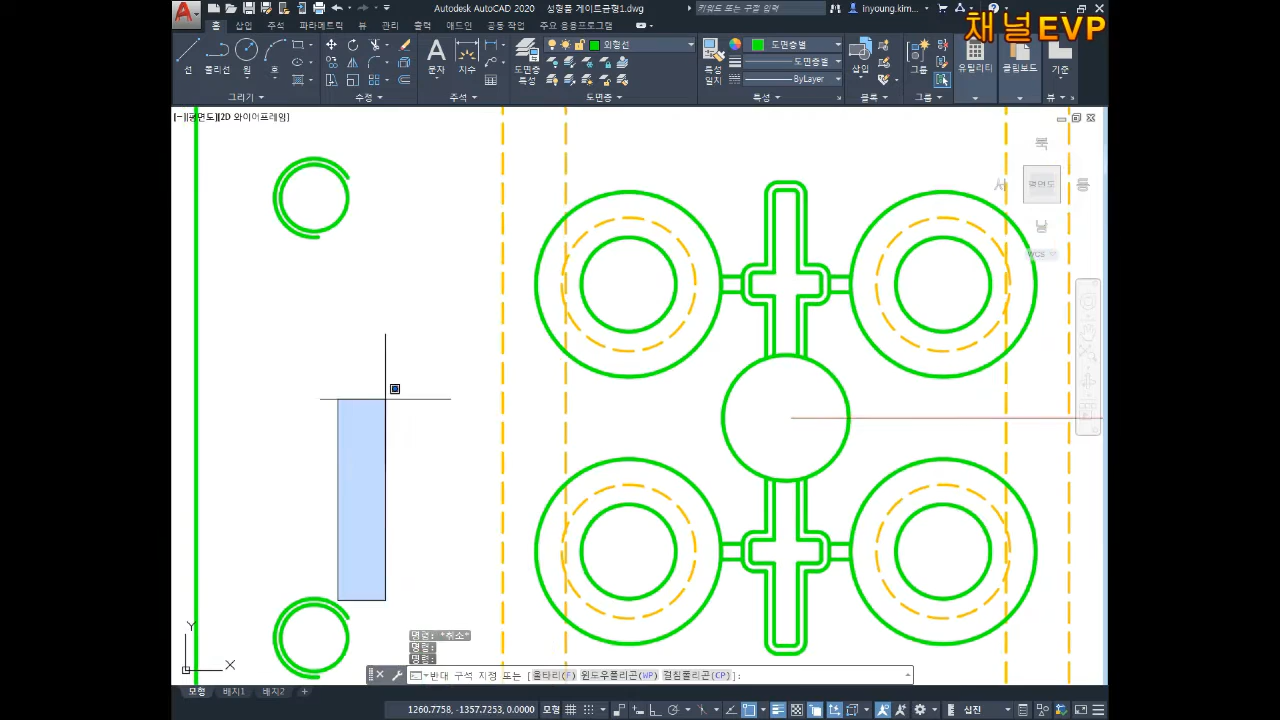 Autodesk AutoCAD 2020 성형품 게이트금형1.dwg
키워드 또는 구절 입력
inyoung.kim...
채널 EVP
홈 삽입 주석 파라메트릭 뷰 관리 출력 애드인 공동 작업 주요 응용프로그램
선 폴리선 원 호
문자 치수
도면층 특성
외형선
특성 일치
도면층별
도면층별
ByLayer
삽입
그룹
유틸리티
클립보드
기준
그리기 수정 주석 도면층 특성 블록 그룹 뷰
[−][평면도][2D 와이어프레임]
북
서 평면도 동
남
WCS
Y
X
명령: *취소*
명령:
명령:
반대 구석 지정 또는 [울타리(F) 윈도우폴리곤(WP) 걸침폴리곤(CP)]:
모형 배치1 배치2 +
1260.7758, -1357.7253, 0.0000 모형 십진